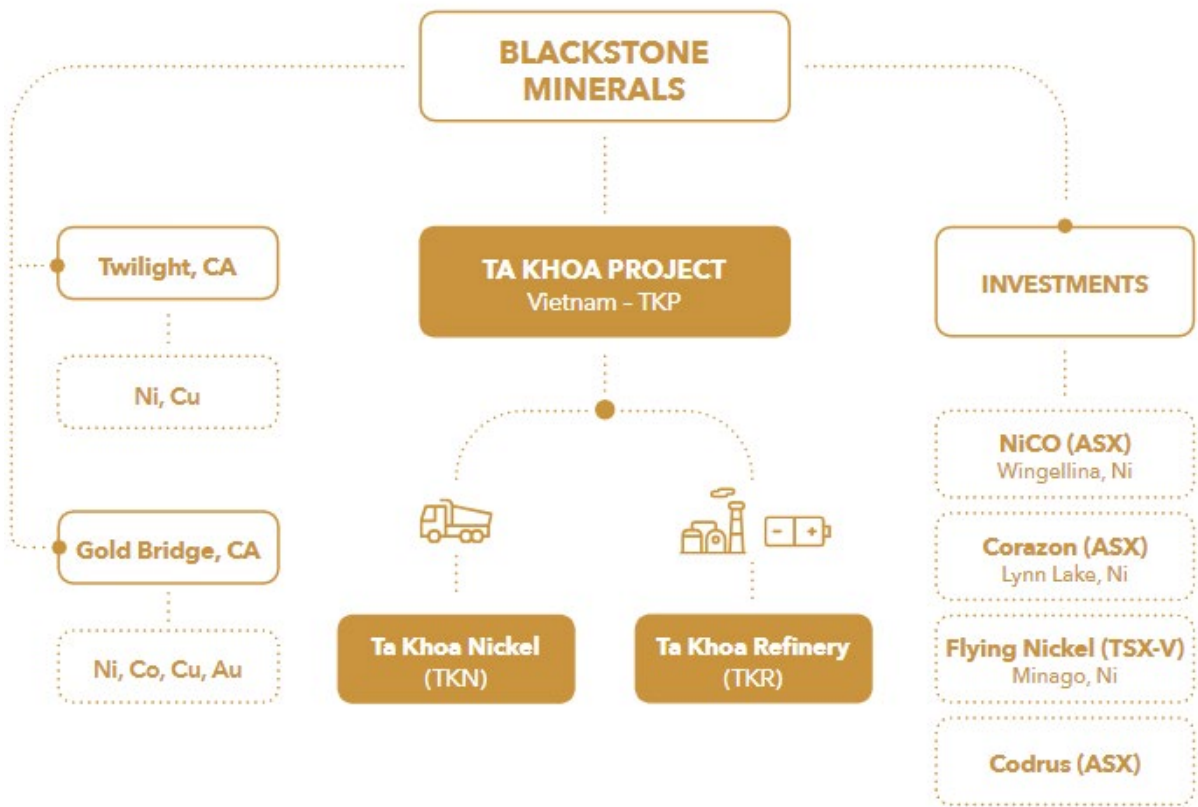 BLACKSTONE
MINERALS
Twilight, CA
Ni, Cu
Gold Bridge, CA
Ni, Co, Cu, Au
TA KHOA PROJECT
Vietnam – TKP
Ta Khoa Nickel
(TKN)
Ta Khoa Refinery
(TKR)
INVESTMENTS
NiCO (ASX)
Wingellina, Ni
Corazon (ASX)
Lynn Lake, Ni
Flying Nickel (TSX-V)
Minago, Ni
Codrus (ASX)